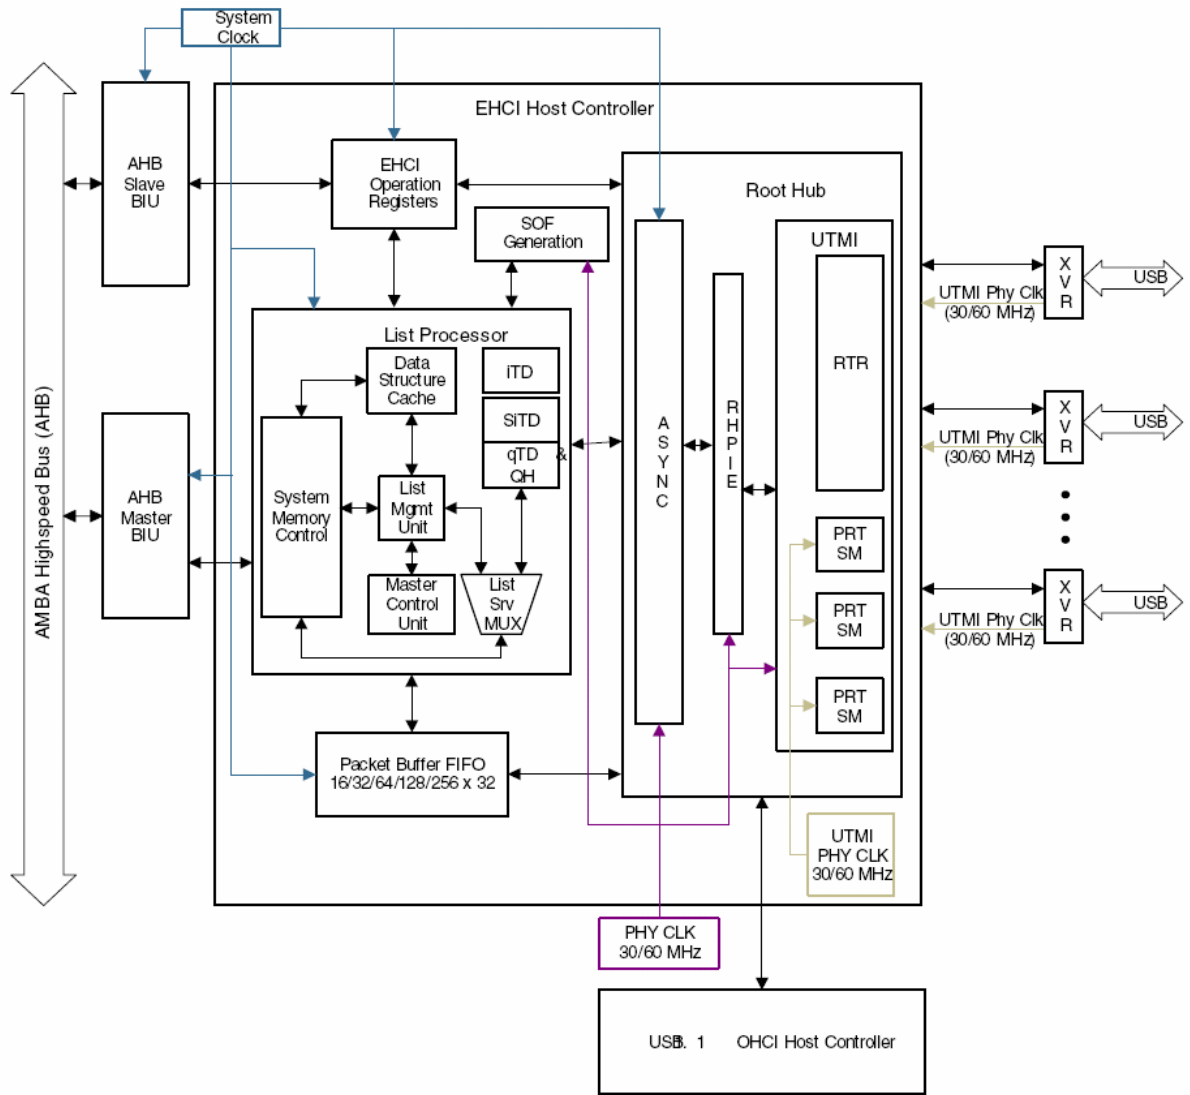 System
Clock
EHCI Host Controller
AMBA Highspeed Bus (AHB)
AHB
Slave
BIU
EHCI
Operation
Registers
Root Hub
SOF
Generation
UTMI
X
V
R
USB
UTMI Phy Clk
(30/60 MHz)
List Processor
Data
Structure
Cache
iTD
SiTD
qTD &
QH
RTR
A
S
Y
N
C
R
H
P
I
E
X
V
R
USB
UTMI Phy Clk
(30/60 MHz)
AHB
Master
BIU
System
Memory
Control
List
Mgmt
Unit
Master
Control
Unit
List
Srv
MUX
PRT
SM
PRT
SM
PRT
SM
X
V
R
USB
UTMI Phy Clk
(30/60 MHz)
Packet Buffer FIFO
16/32/64/128/256 x 32
UTMI
PHY CLK
30/60 MHz
PHY CLK
30/60 MHz
1 OHCI Host Controller